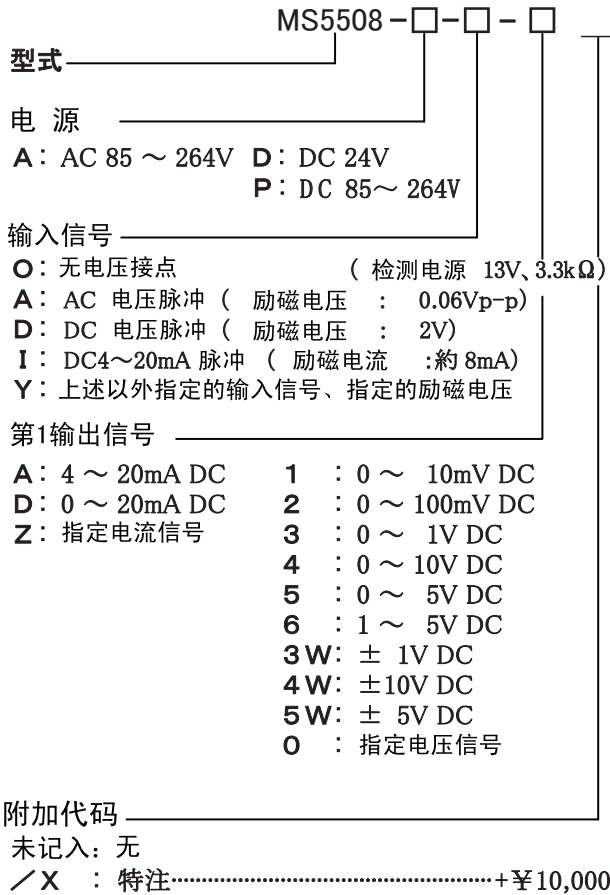 MS5508－□－□－□
型式
电 源
A：AC 85 ～ 264V D：DC 24V
P：DC 85～ 264V
输入信号
O：无电压接点 （ 检测电源 13V、3.3kΩ）
A：AC 电压脉冲（ 励磁电压 ： 0.06Vp-p）
D：DC 电压脉冲（ 励磁电压 ： 2V）
I：DC4～20mA 脉冲 （ 励磁电流 :約 8mA）
Y：上述以外指定的输入信号、指定的励磁电压
第1输出信号
A：4 ～ 20mA DC 1 ：0 ～ 10mV DC
D：0 ～ 20mA DC 2 ：0 ～ 100mV DC
Z：指定电流信号 3 ：0 ～ 1V DC
4 ：0 ～ 10V DC
5 ：0 ～ 5V DC
6 ：1 ～ 5V DC
3W：± 1V DC
4W：±10V DC
5W：± 5V DC
0 ：指定电压信号
附加代码
未记入：无
／X ：特注………………………………………+¥10,000